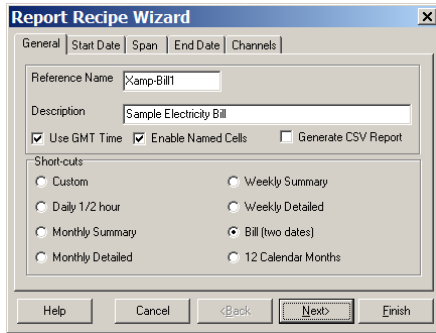 Report Recipe Wizard
General Start Date Span End Date Channels
Reference Name Xamp-Bill1
Description Sample Electricity Bill
Use GMT Time Enable Named Cells Generate CSV Report
Short-cuts
Custom Weekly Summary
Daily 1/2 hour Weekly Detailed
Monthly Summary Bill (two dates)
Monthly Detailed 12 Calendar Months
Help Cancel <Back Next> Finish